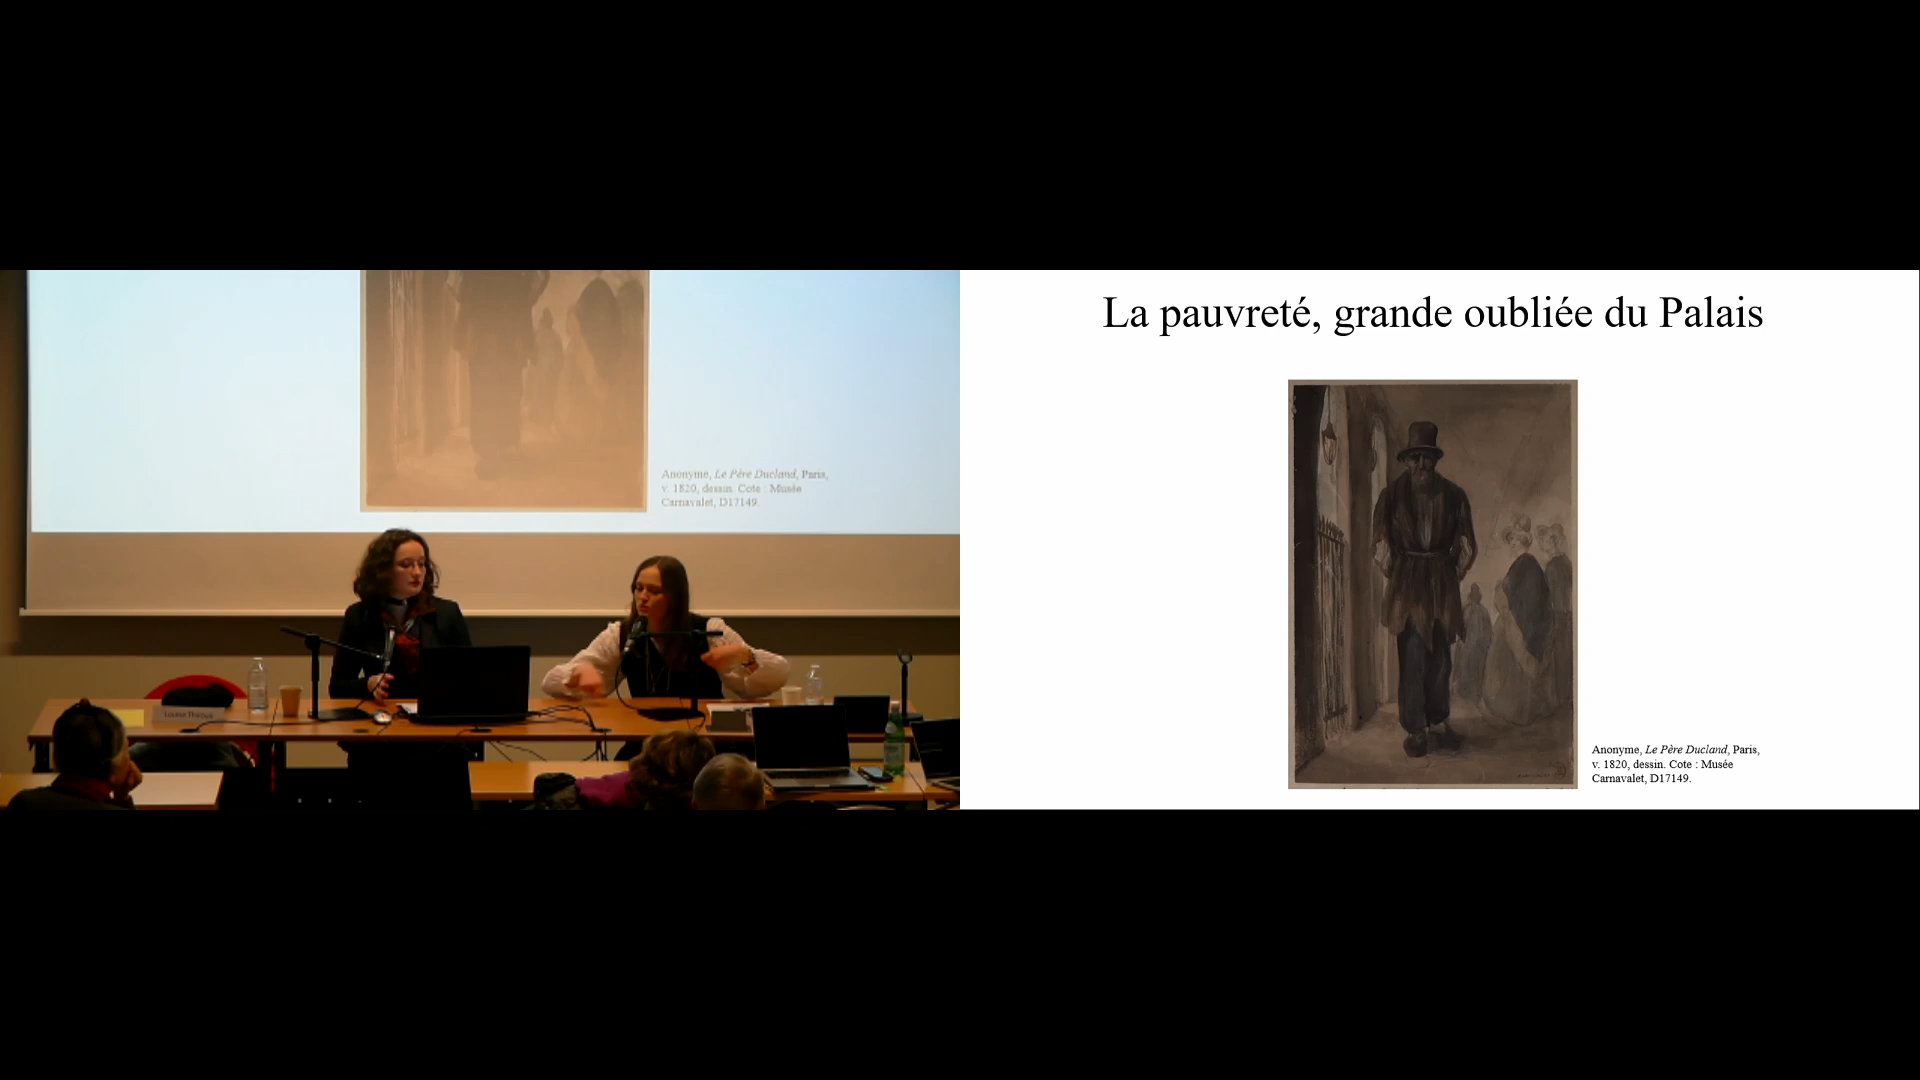 Anonyme, Le Père Ducland, Paris,
v. 1820, dessin. Cote : Musée
Carnavalet, D17149.
La pauvreté, grande oubliée du Palais
Anonyme, Le Père Ducland, Paris,
v. 1820, dessin. Cote : Musée
Carnavalet, D17149.